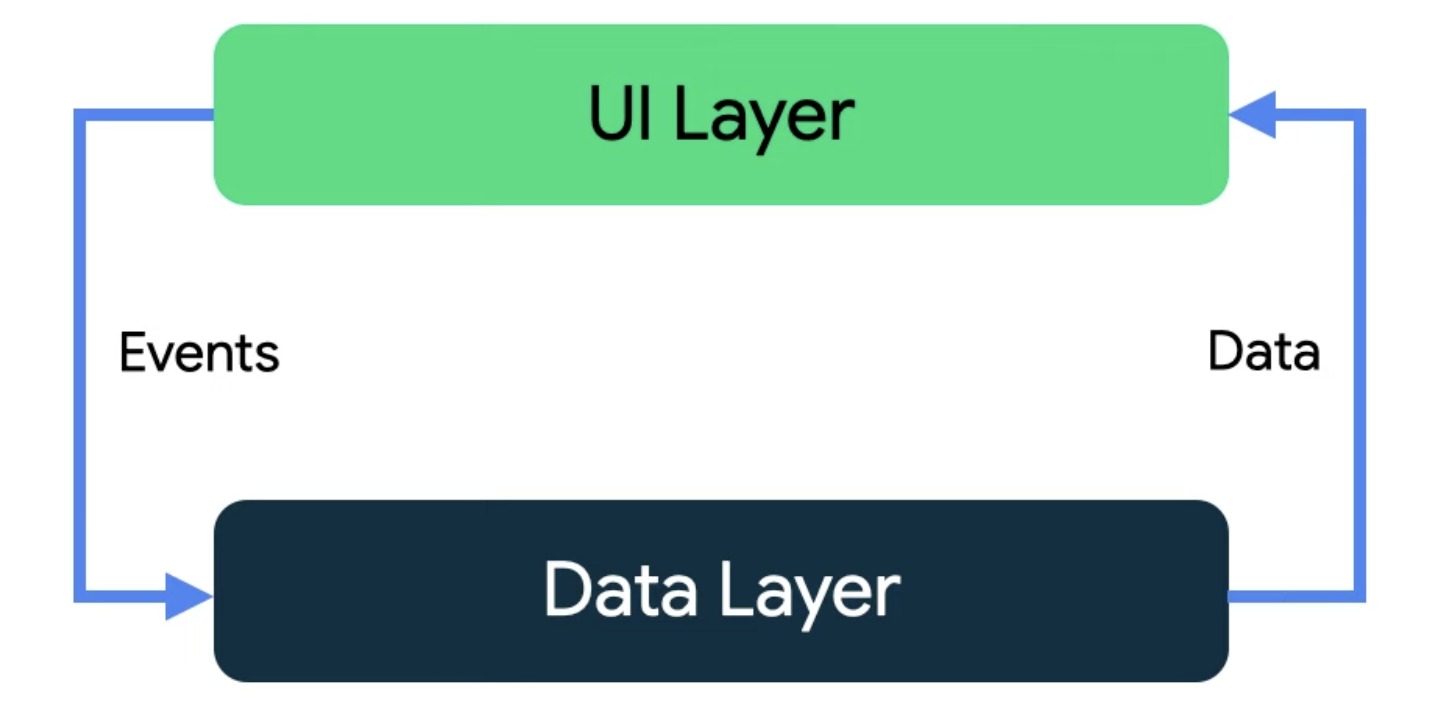 UI Layer
Events
Data
Data Layer